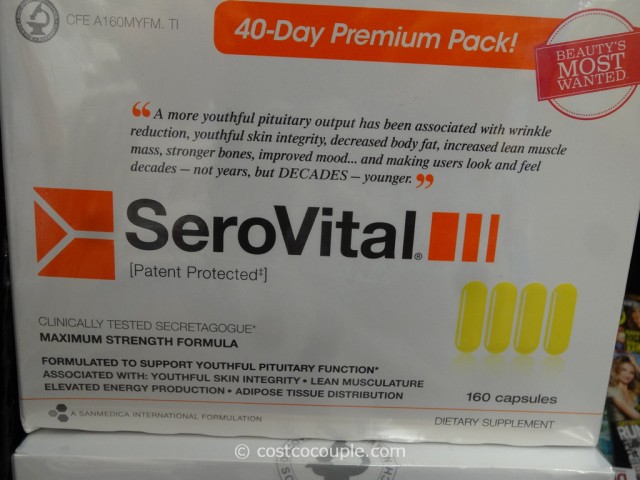 CFE A160MYFM. TI
40-Day Premium Pack!
BEAUTY'S
MOST
WANTED
“ A more youthful pituitary output has been associated with wrinkle
reduction, youthful skin integrity, decreased body fat, increased lean muscle
mass, stronger bones, improved mood... and making users look and feel
decades – not years, but DECADES – younger. ”
SeroVital®
[Patent Protected‡]
CLINICALLY TESTED SECRETAGOGUE*
MAXIMUM STRENGTH FORMULA
FORMULATED TO SUPPORT YOUTHFUL PITUITARY FUNCTION*
ASSOCIATED WITH: YOUTHFUL SKIN INTEGRITY • LEAN MUSCULATURE
ELEVATED ENERGY PRODUCTION • ADIPOSE TISSUE DISTRIBUTION
160 capsules
A SANMEDICA INTERNATIONAL FORMULATION
DIETARY SUPPLEMENT
© costcocouple.com